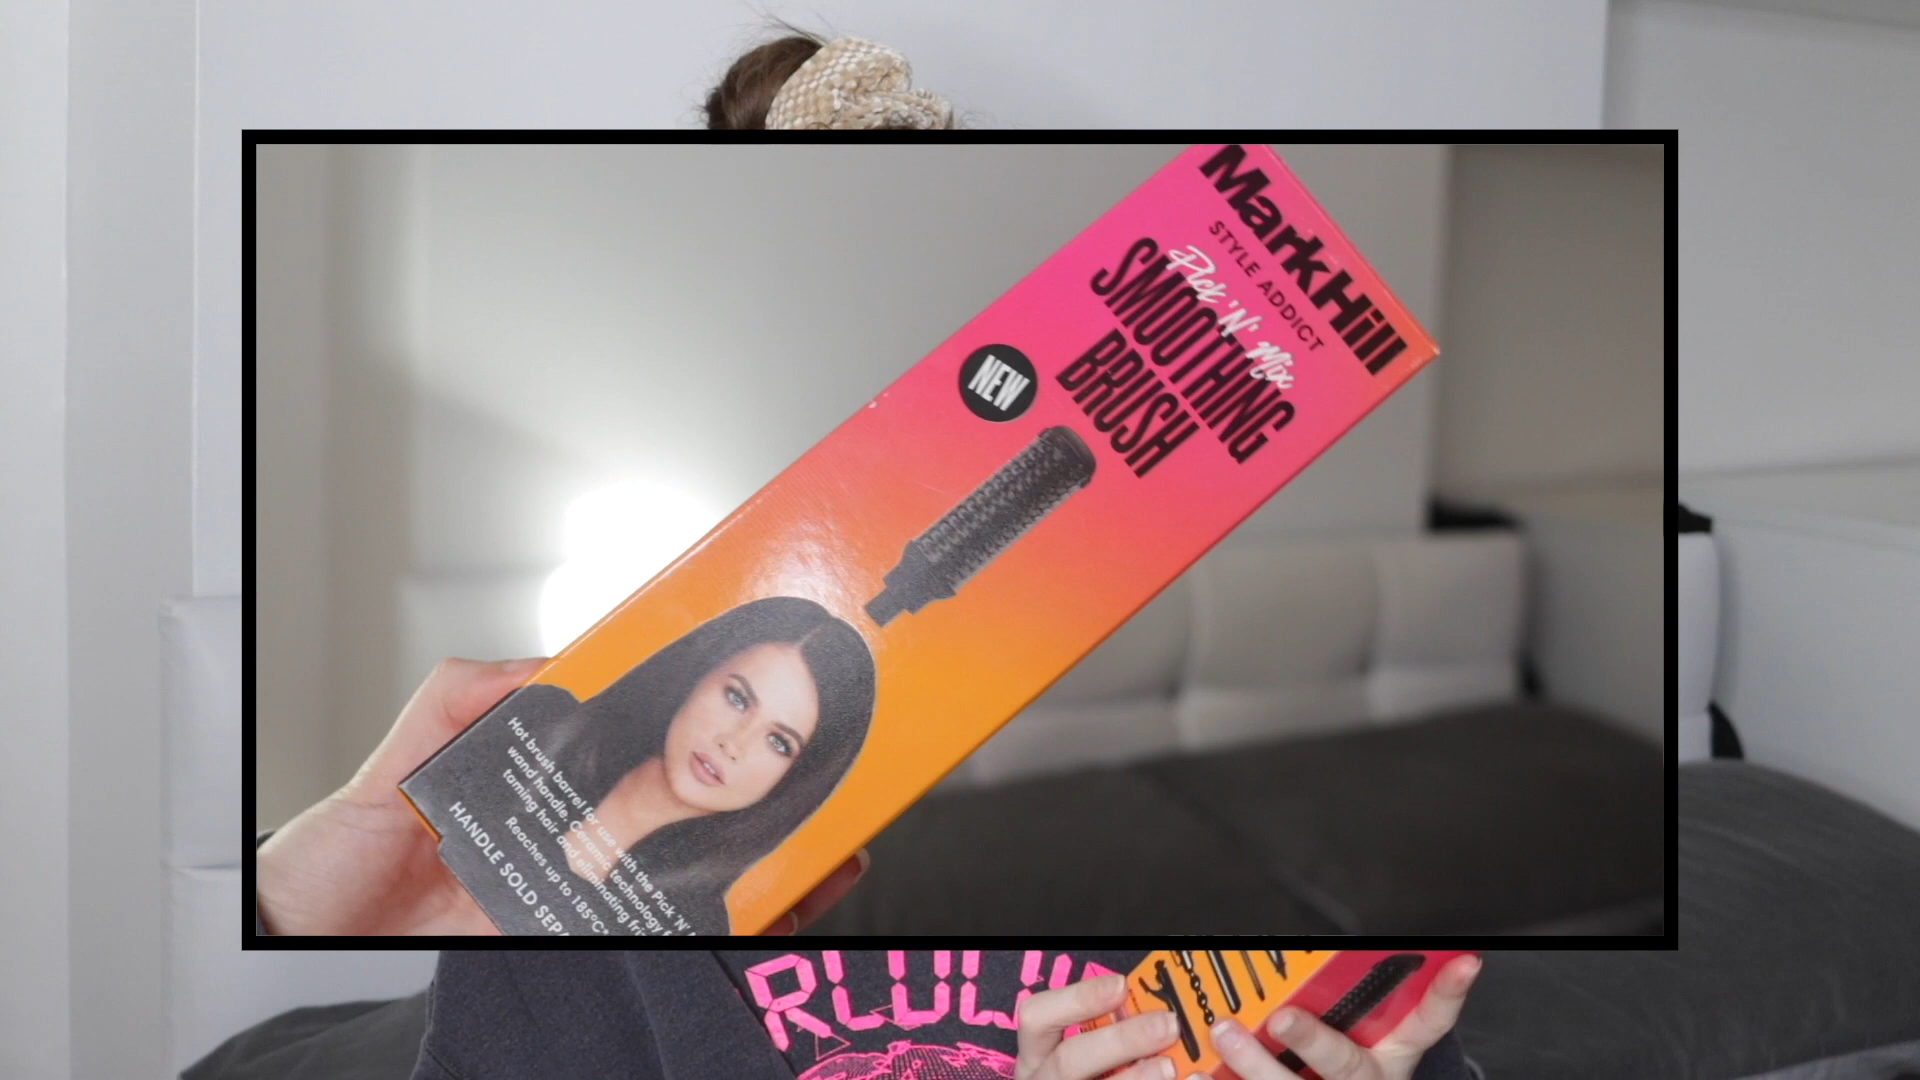 MarkHill
STYLE ADDICT
Pick 'N' Mix
SMOOTHING
BRUSH
NEW
Hot brush barrel for use with the Pick 'N'
wand handle. Ceramic technology
taming hair and eliminating
Reaches up to 185°C*
HANDLE SOLD